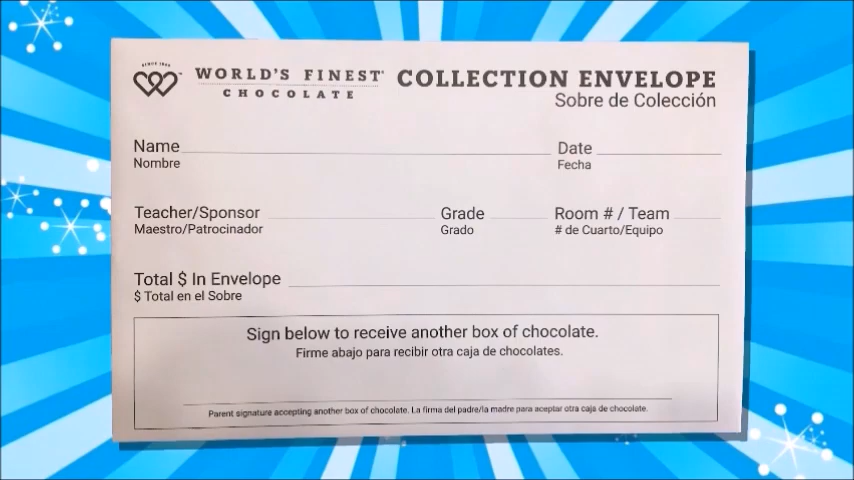 SINCE 1939
WORLD'S FINEST®
CHOCOLATE
COLLECTION ENVELOPE
Sobre de Colección
Name
Nombre
Date
Fecha
Teacher/Sponsor
Maestro/Patrocinador
Grade
Grado
Room # / Team
# de Cuarto/Equipo
Total $ In Envelope
$ Total en el Sobre
Sign below to receive another box of chocolate.
Firme abajo para recibir otra caja de chocolates.
Parent signature accepting another box of chocolate. La firma del padre/la madre para aceptar otra caja de chocolate.